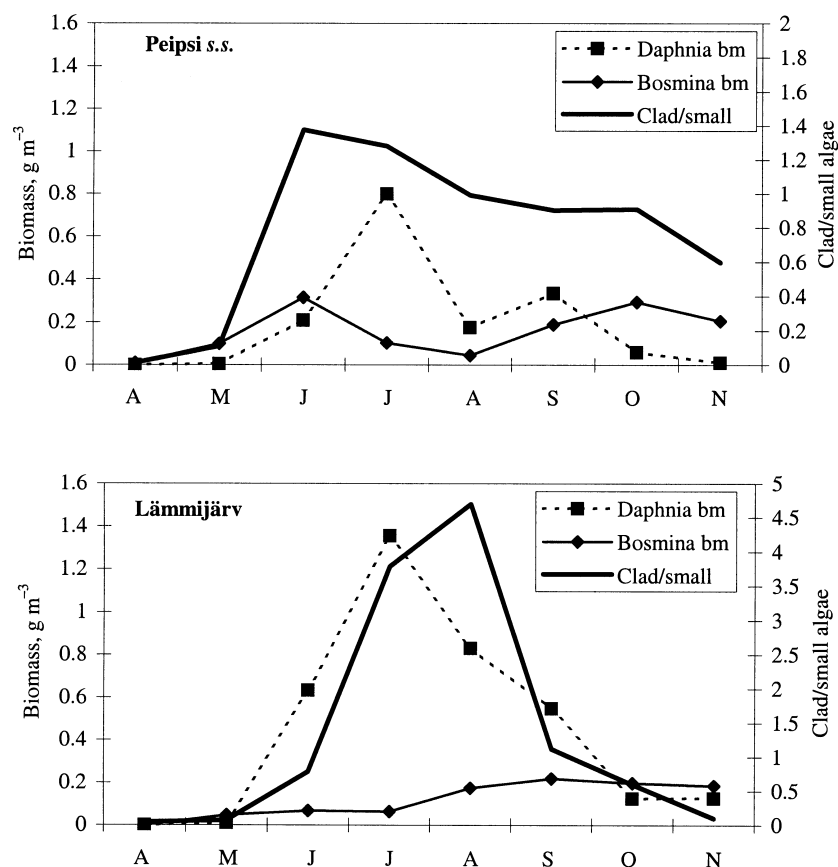 Peipsi s.s.
Daphnia bm
Bosmina bm
Clad/small
Biomass, g m⁻³
1.6
1.4
1.2
1
0.8
0.6
0.4
0.2
0
2
1.8
1.6
1.4
1.2
1
0.8
0.6
0.4
0.2
0
Clad/small algae
A M J J A S O N
Lämmijärv
Daphnia bm
Bosmina bm
Clad/small
Biomass, g m⁻³
1.6
1.4
1.2
1
0.8
0.6
0.4
0.2
0
5
4.5
4
3.5
3
2.5
2
1.5
1
0.5
0
Clad/small algae
A M J J A S O N